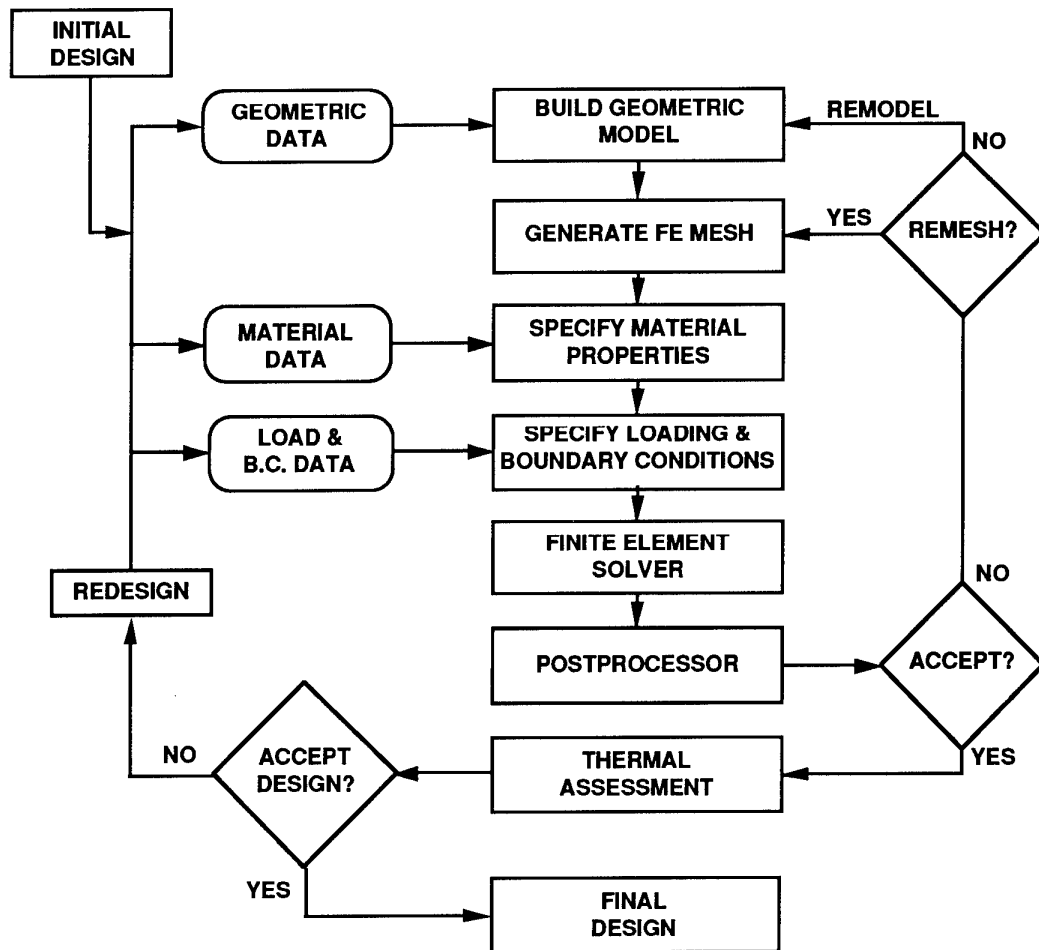 INITIAL
DESIGN
GEOMETRIC
DATA
BUILD GEOMETRIC
MODEL
REMODEL
NO
GENERATE FE MESH
YES
REMESH?
MATERIAL
DATA
SPECIFY MATERIAL
PROPERTIES
LOAD &
B.C. DATA
SPECIFY LOADING &
BOUNDARY CONDITIONS
FINITE ELEMENT
SOLVER
REDESIGN
NO
POSTPROCESSOR
ACCEPT?
YES
NO
ACCEPT
DESIGN?
THERMAL
ASSESSMENT
YES
FINAL
DESIGN